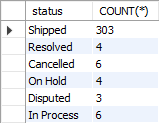 status COUNT(*)
Shipped 303
Resolved 4
Cancelled 6
On Hold 4
Disputed 3
In Process 6